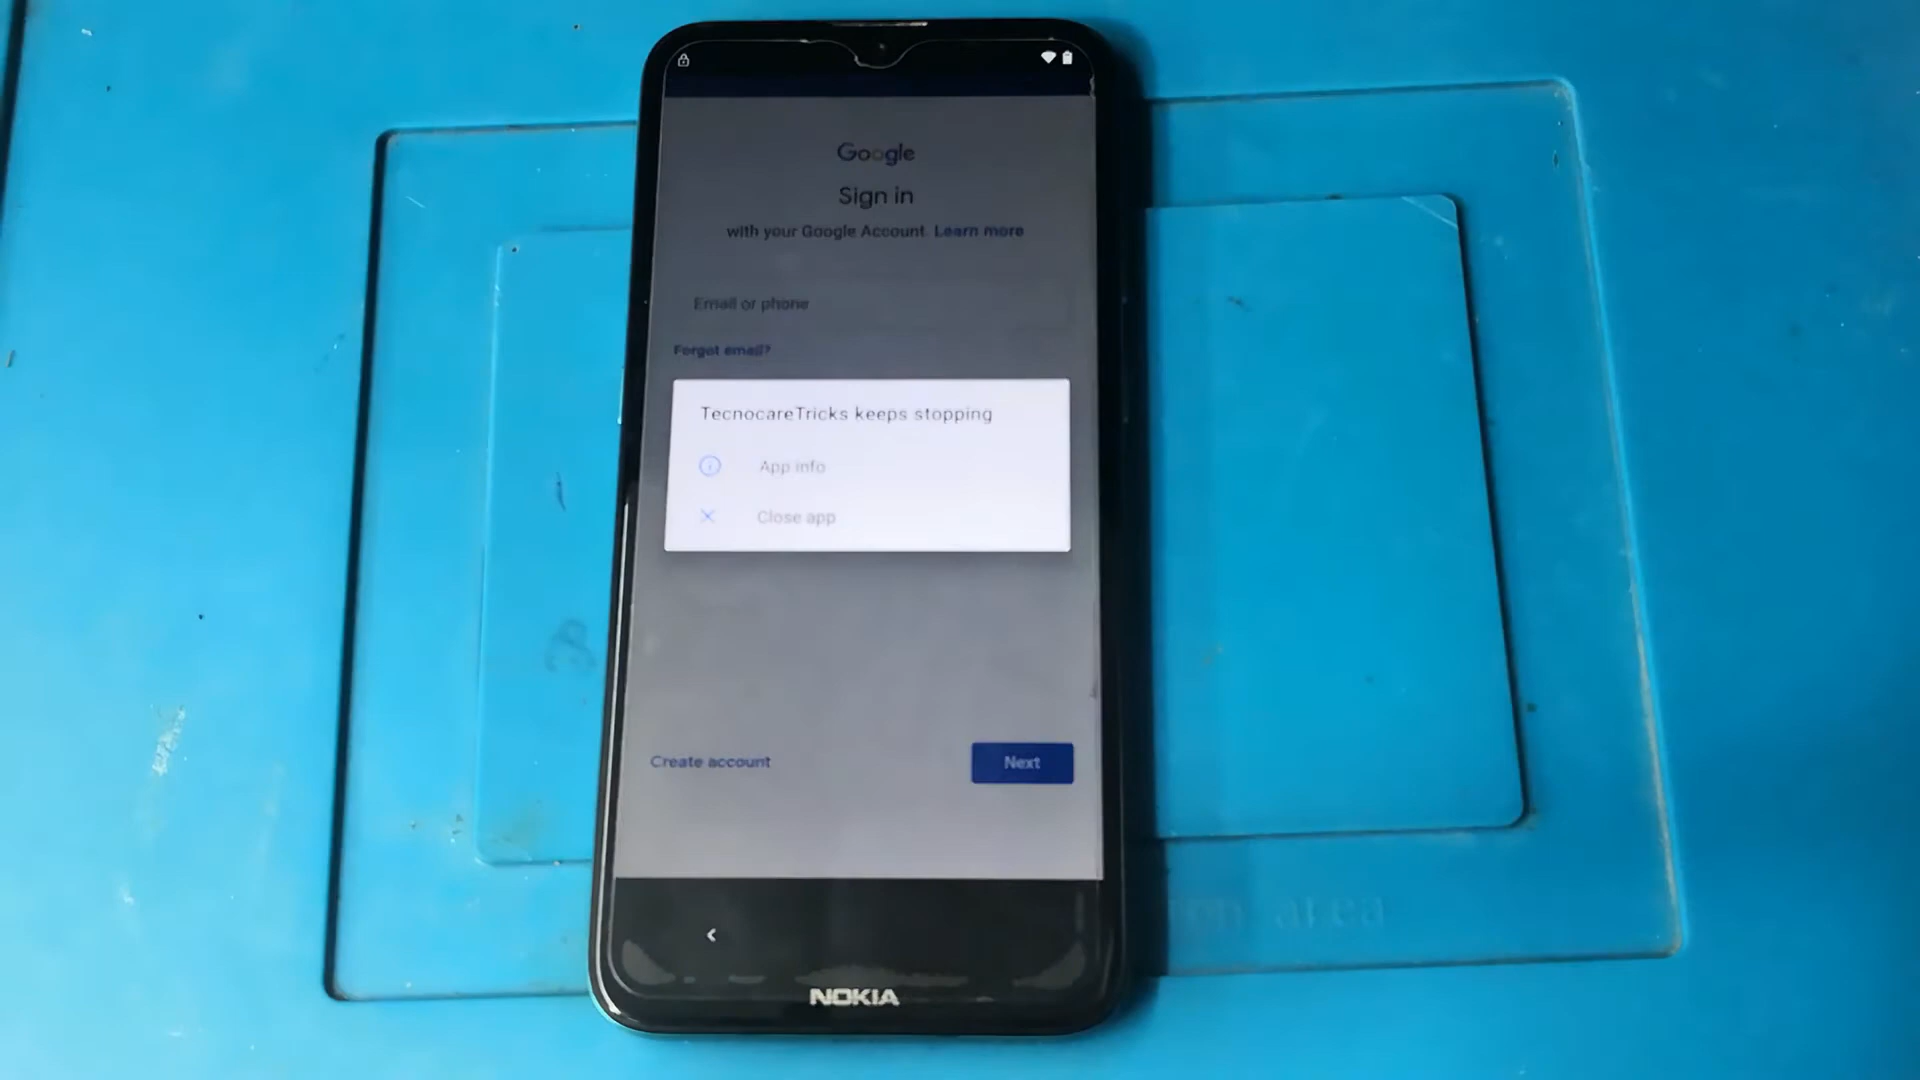 Google
Sign in
with your Google Account. Learn more
Email or phone
Forgot email?
TecnocareTricks keeps stopping
App info
Close app
Create account
Next
area
NOKIA